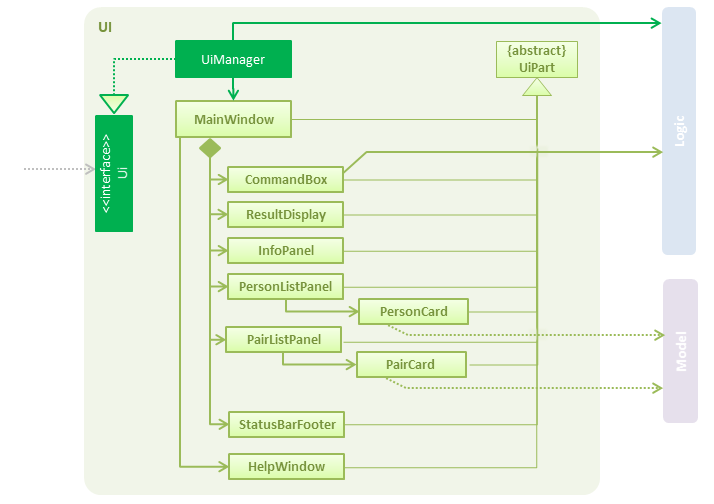 UI
UiManager
{abstract}
UiPart
MainWindow
<<interface>>
Ui
Logic
CommandBox
ResultDisplay
InfoPanel
PersonListPanel
PersonCard
PairListPanel
PairCard
Model
StatusBarFooter
HelpWindow